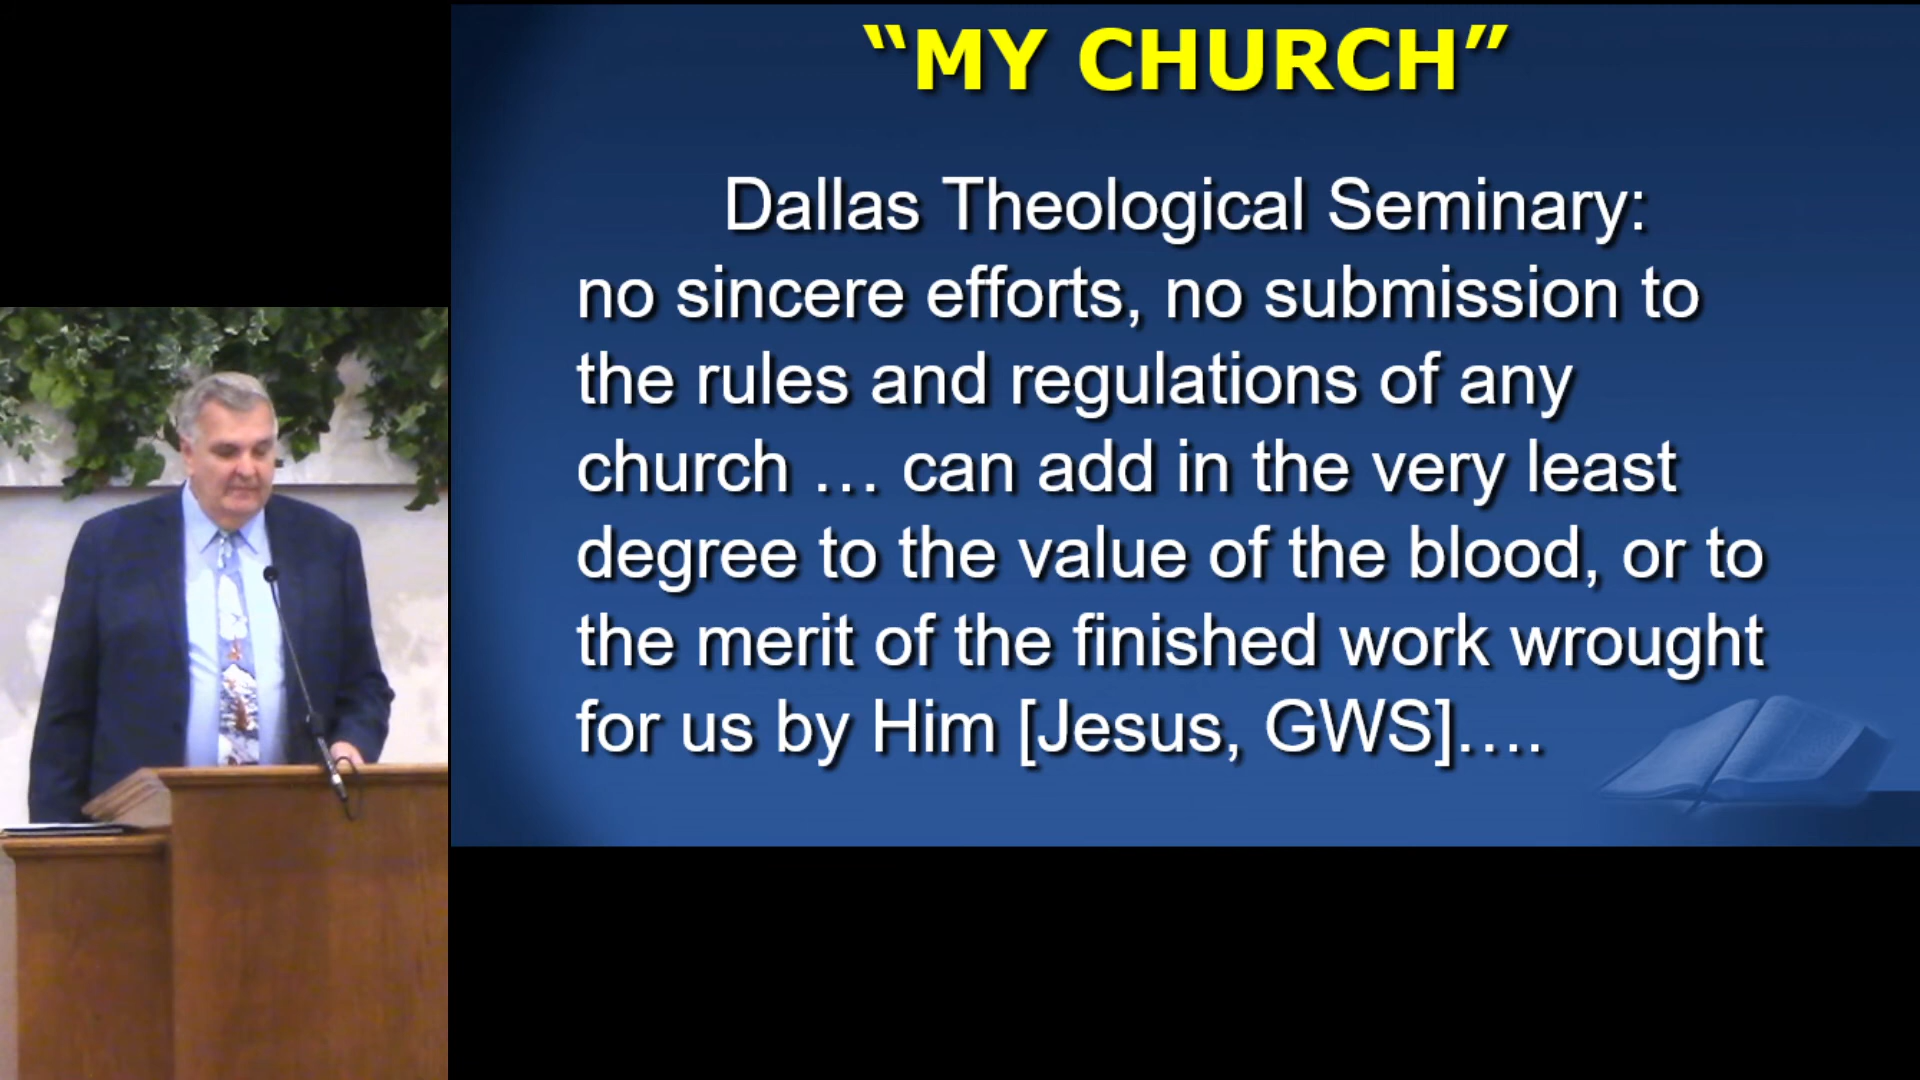 “MY CHURCH”
Dallas Theological Seminary:
no sincere efforts, no submission to
the rules and regulations of any
church … can add in the very least
degree to the value of the blood, or to
the merit of the finished work wrought
for us by Him [Jesus, GWS]….